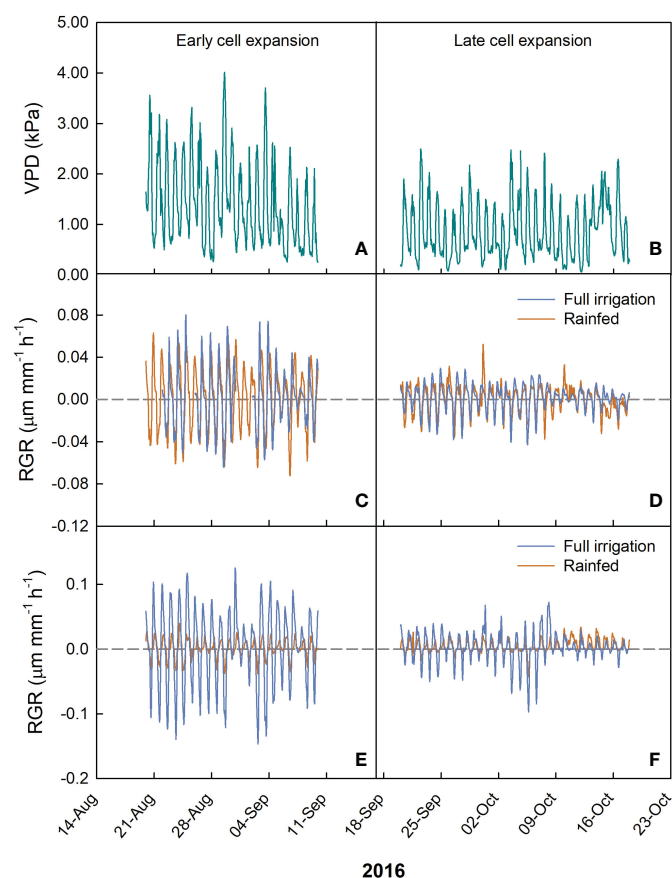 Early cell expansion
Late cell expansion
5.00
4.00
3.00
2.00
1.00
0.00
VPD (kPa)
A
B
Full irrigation
Rainfed
0.08
0.04
0.00
-0.04
-0.08
-0.12
RGR (μm mm⁻¹ h⁻¹)
C
D
Full irrigation
Rainfed
0.1
0.0
-0.1
-0.2
RGR (μm mm⁻¹ h⁻¹)
E
F
14-Aug
21-Aug
28-Aug
04-Sep
11-Sep
18-Sep
25-Sep
02-Oct
09-Oct
16-Oct
23-Oct
2016